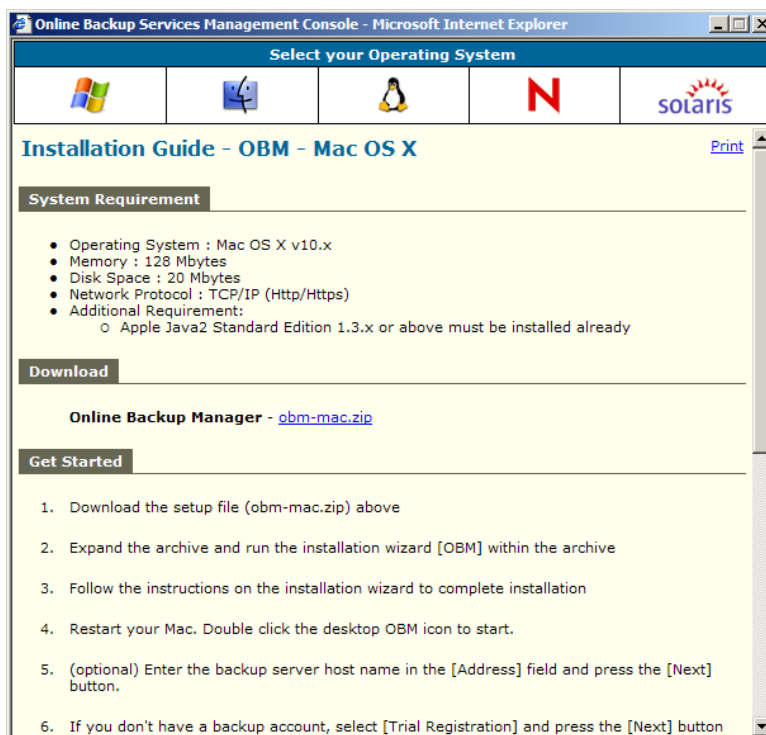 Online Backup Services Management Console - Microsoft Internet Explorer
Select your Operating System
N
solaris
Installation Guide - OBM - Mac OS X
Print
System Requirement
Operating System : Mac OS X v10.x
Memory : 128 Mbytes
Disk Space : 20 Mbytes
Network Protocol : TCP/IP (Http/Https)
Additional Requirement:
Apple Java2 Standard Edition 1.3.x or above must be installed already
Download
Online Backup Manager - obm-mac.zip
Get Started
1. Download the setup file (obm-mac.zip) above
2. Expand the archive and run the installation wizard [OBM] within the archive
3. Follow the instructions on the installation wizard to complete installation
4. Restart your Mac. Double click the desktop OBM icon to start.
5. (optional) Enter the backup server host name in the [Address] field and press the [Next]
button.
6. If you don't have a backup account, select [Trial Registration] and press the [Next] button